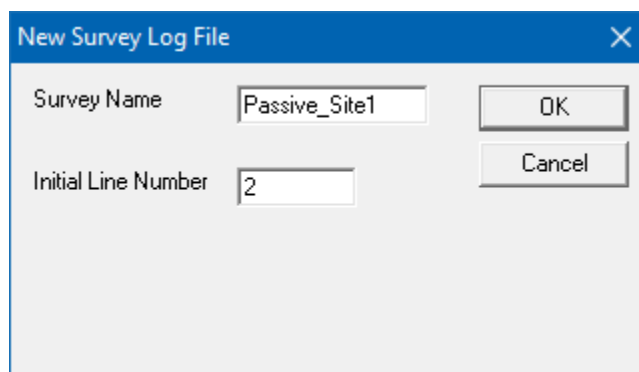 New Survey Log File
Survey Name
Passive_Site1
OK
Cancel
Initial Line Number
2